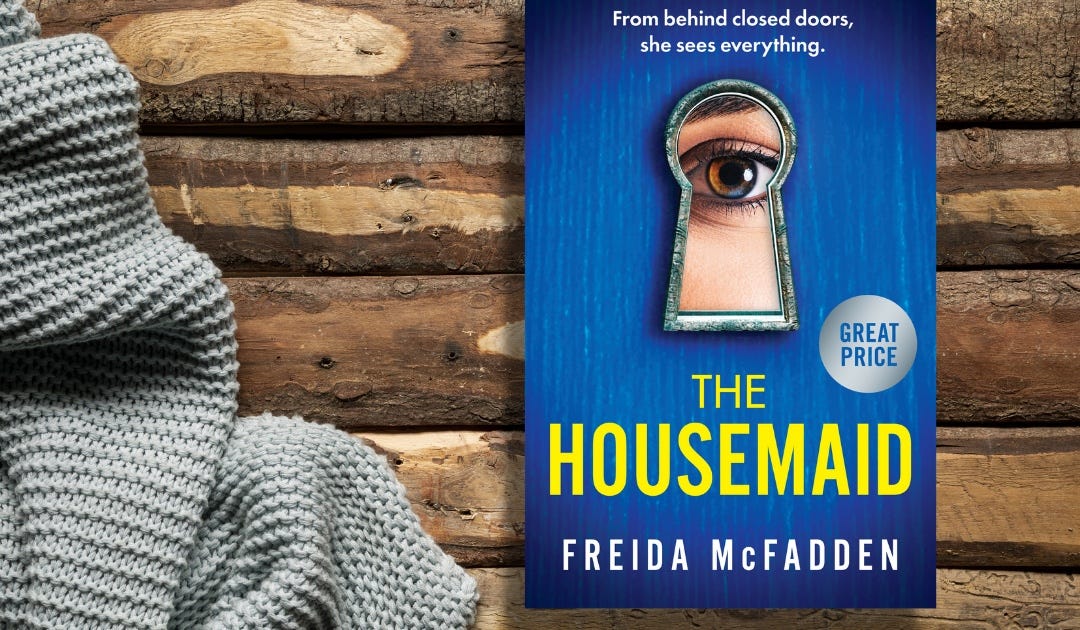 From behind closed doors,
she sees everything.
GREAT
PRICE
THE
HOUSEMAID
FREIDA McFADDEN